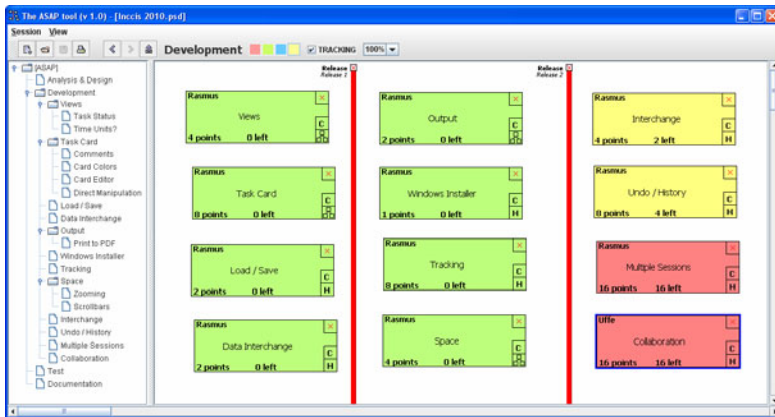 The ASAP tool (v 1.0) - [Inccis 2010.psd]
Session View
Development TRACKING 100%
[ASAP]
Analysis & Design
Development
Views
Task Status
Time Units?
Task Card
Comments
Card Colors
Card Editor
Direct Manipulation
Load / Save
Data Interchange
Output
Print to PDF
Windows Installer
Tracking
Space
Zooming
Scrollbars
Interchange
Undo / History
Multiple Sessions
Collaboration
Test
Documentation
Release
Release 1
Release
Release 2
Rasmus
Views
C
4 points 0 left
Rasmus
Output
C
2 points 0 left
Rasmus
Interchange
C
4 points 2 left H
Rasmus
Task Card
C
8 points 0 left
Rasmus
Windows Installer
C
1 points 0 left H
Rasmus
Undo / History
C
8 points 4 left H
Rasmus
Load / Save
C
2 points 0 left H
Rasmus
Tracking
C
8 points 0 left H
Rasmus
Multiple Sessions
C
16 points 16 left H
Rasmus
Data Interchange
C
2 points 0 left H
Rasmus
Space
C
4 points 0 left
Uffe
Collaboration
C
16 points 16 left H